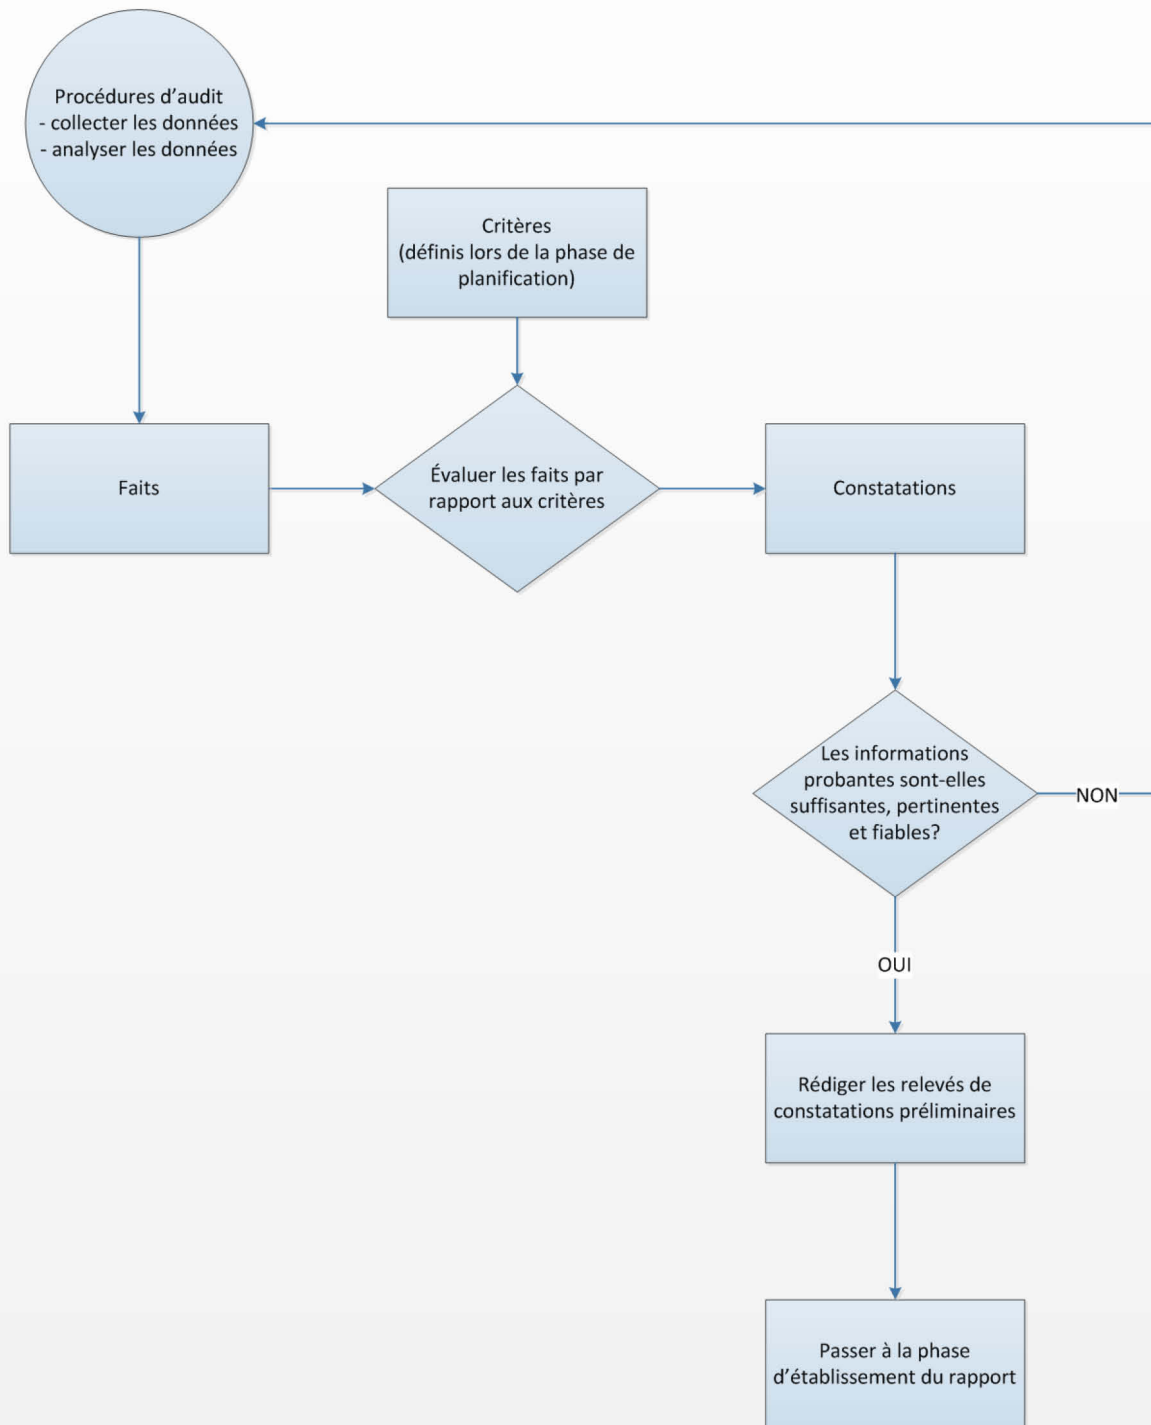 Procédures d’audit
- collecter les données
- analyser les données
Critères
(définis lors de la phase de
planification)
Faits
Évaluer les faits par
rapport aux critères
Constatations
Les informations
probantes sont-elles
suffisantes, pertinentes
et fiables?
NON
OUI
Rédiger les relevés de
constatations préliminaires
Passer à la phase
d’établissement du rapport